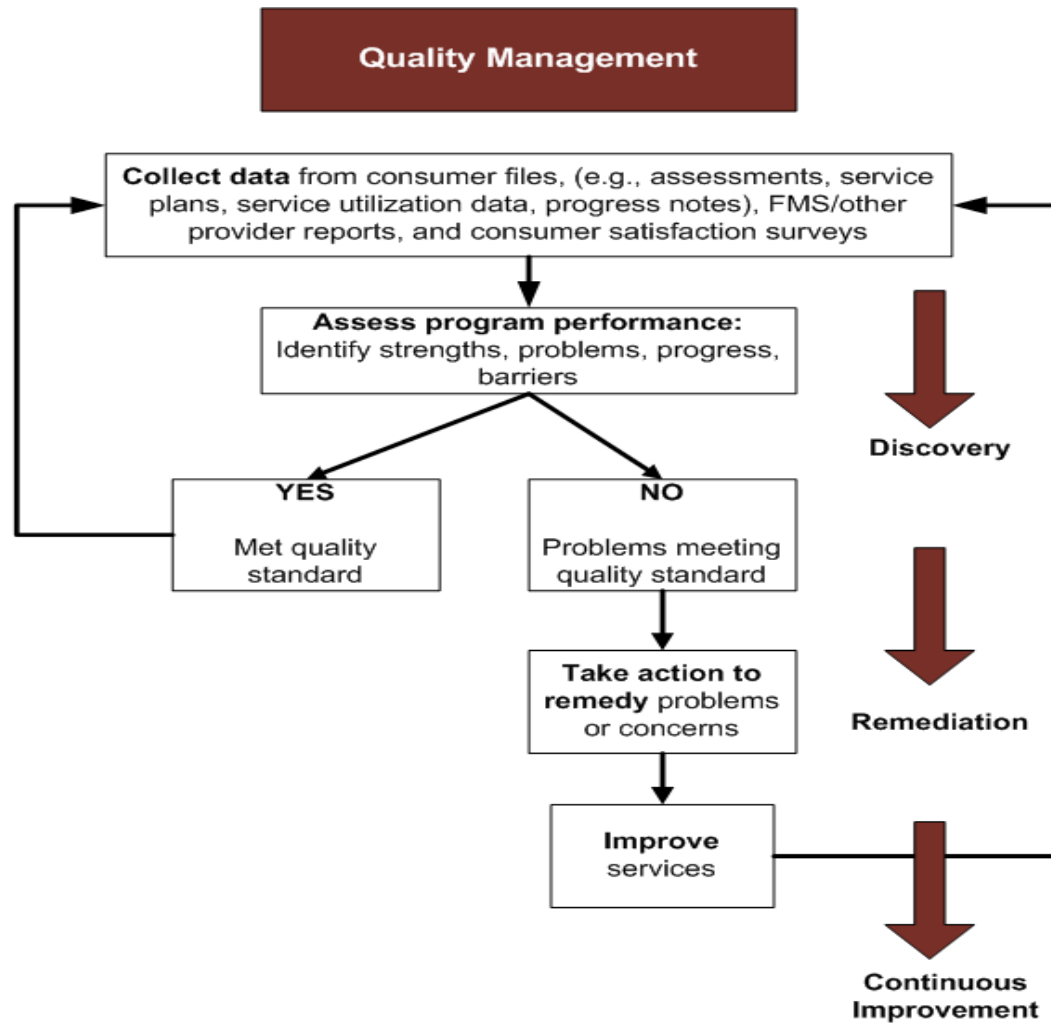 Quality Management
Collect data from consumer files, (e.g., assessments, service
plans, service utilization data, progress notes), FMS/other
provider reports, and consumer satisfaction surveys
Assess program performance:
Identify strengths, problems, progress,
barriers
Discovery
YES
Met quality
standard
NO
Problems meeting
quality standard
Take action to
remedy problems
or concerns
Remediation
Improve
services
Continuous
Improvement